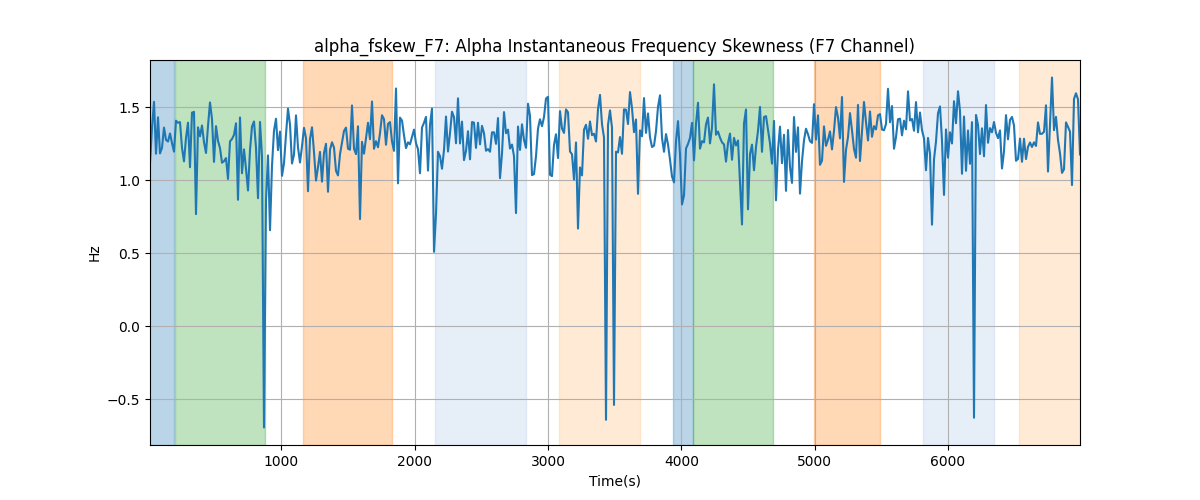 alpha_fskew_F7: Alpha Instantaneous Frequency Skewness (F7 Channel)
Hz
1.5
1.0
0.5
0.0
−0.5
1000 2000 3000 4000 5000 6000
Time(s)